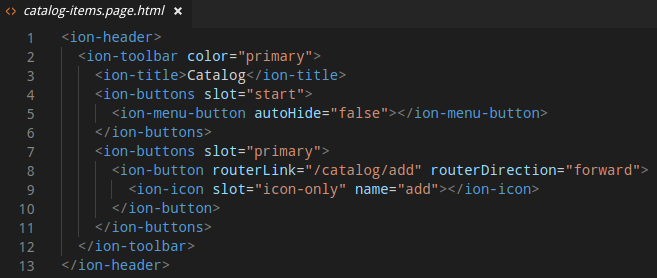 <> catalog-items.page.html ×
1 <ion-header>
2   <ion-toolbar color="primary">
3     <ion-title>Catalog</ion-title>
4     <ion-buttons slot="start">
5       <ion-menu-button autoHide="false"></ion-menu-button>
6     </ion-buttons>
7     <ion-buttons slot="primary">
8       <ion-button routerLink="/catalog/add" routerDirection="forward">
9         <ion-icon slot="icon-only" name="add"></ion-icon>
10       </ion-button>
11     </ion-buttons>
12   </ion-toolbar>
13 </ion-header>